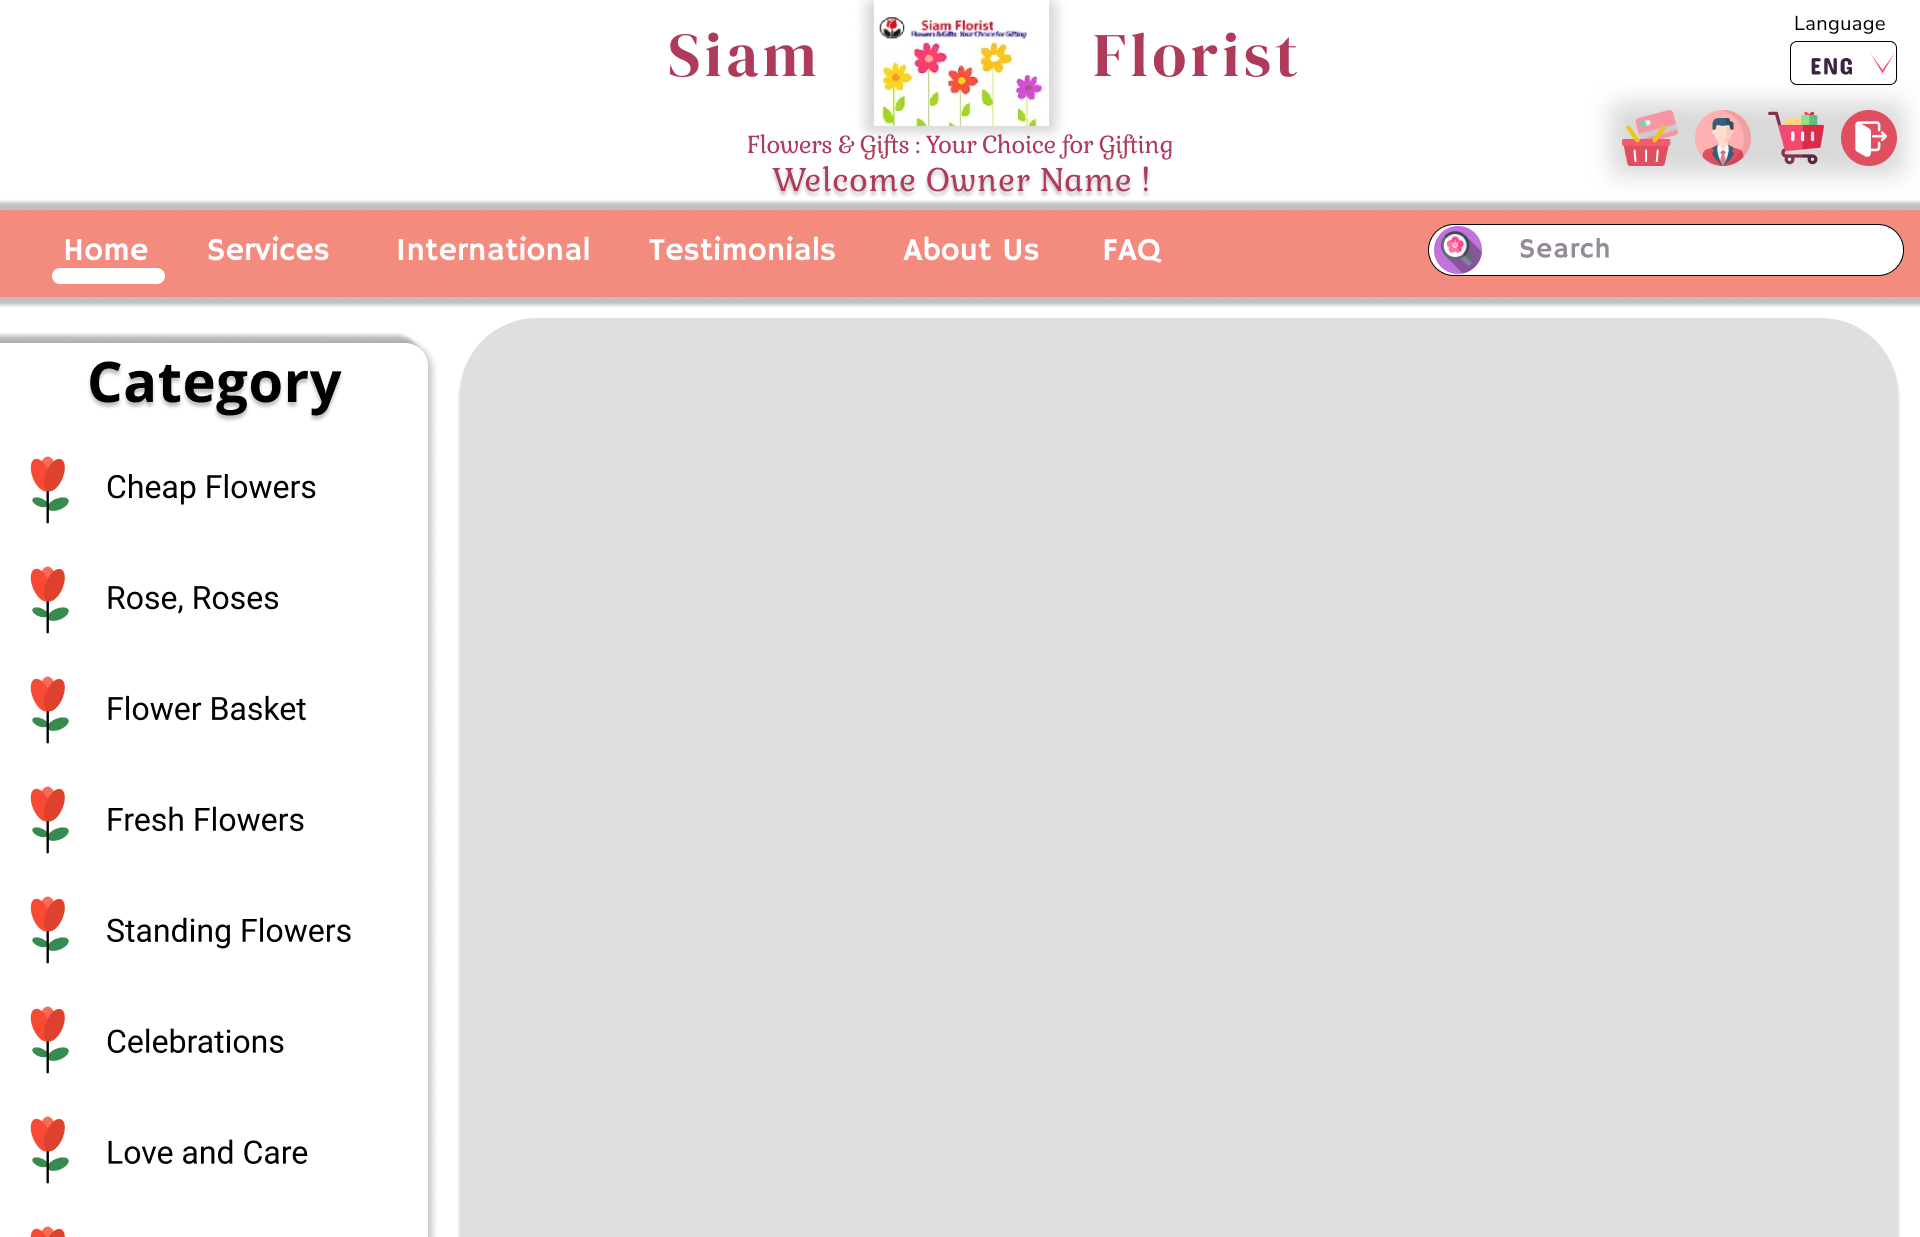 Siam Florist
Siam Florist
Flowers & Gifts Your Choice for Gifting
Language
ENG
Flowers & Gifts : Your Choice for Gifting
Welcome Owner Name !
Home Services International Testimonials About Us FAQ Search
Category
Cheap Flowers
Rose, Roses
Flower Basket
Fresh Flowers
Standing Flowers
Celebrations
Love and Care